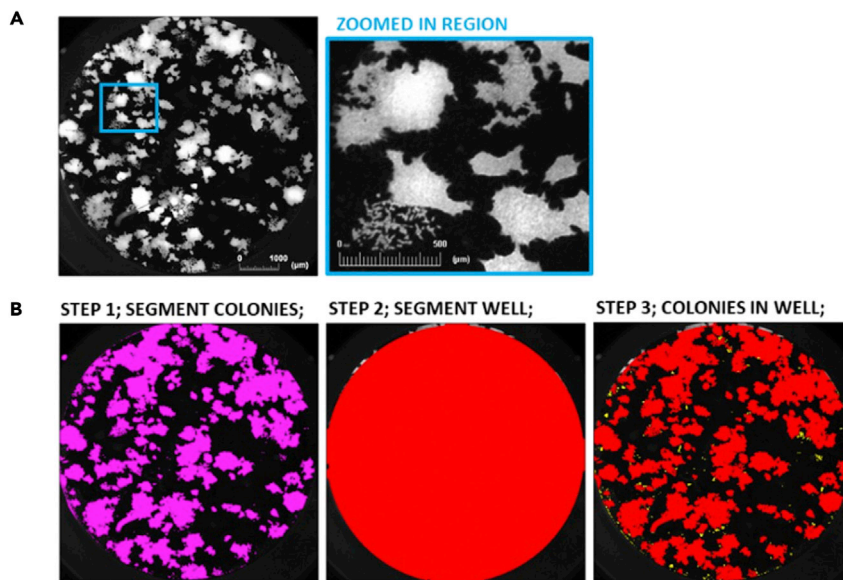 A
ZOOMED IN REGION
0 1000
(μm)
0 500
(μm)
B
STEP 1; SEGMENT COLONIES;
STEP 2; SEGMENT WELL;
STEP 3; COLONIES IN WELL;